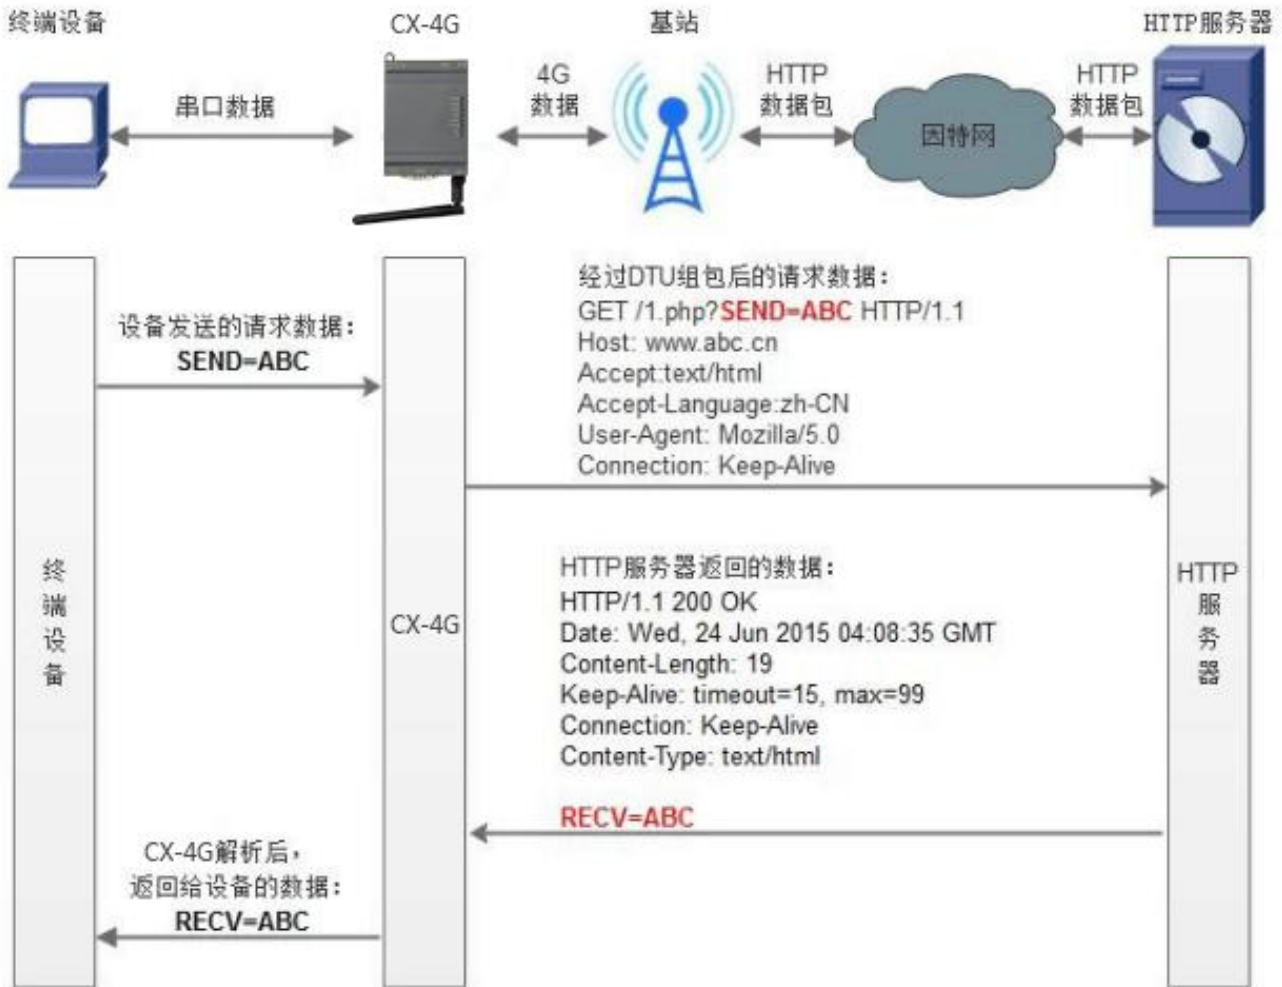 终端设备
CX-4G
基站
HTTP服务器
串口数据
4G
数据
HTTP
数据包
因特网
HTTP
数据包
经过DTU组包后的请求数据：
GET /1.php?SEND=ABC HTTP/1.1
Host: www.abc.cn
Accept:text/html
Accept-Language:zh-CN
User-Agent: Mozilla/5.0
Connection: Keep-Alive
设备发送的请求数据：
SEND=ABC
终端设备
CX-4G
HTTP
服务器
HTTP服务器返回的数据：
HTTP/1.1 200 OK
Date: Wed, 24 Jun 2015 04:08:35 GMT
Content-Length: 19
Keep-Alive: timeout=15, max=99
Connection: Keep-Alive
Content-Type: text/html
RECV=ABC
CX-4G解析后，
返回给设备的数据：
RECV=ABC